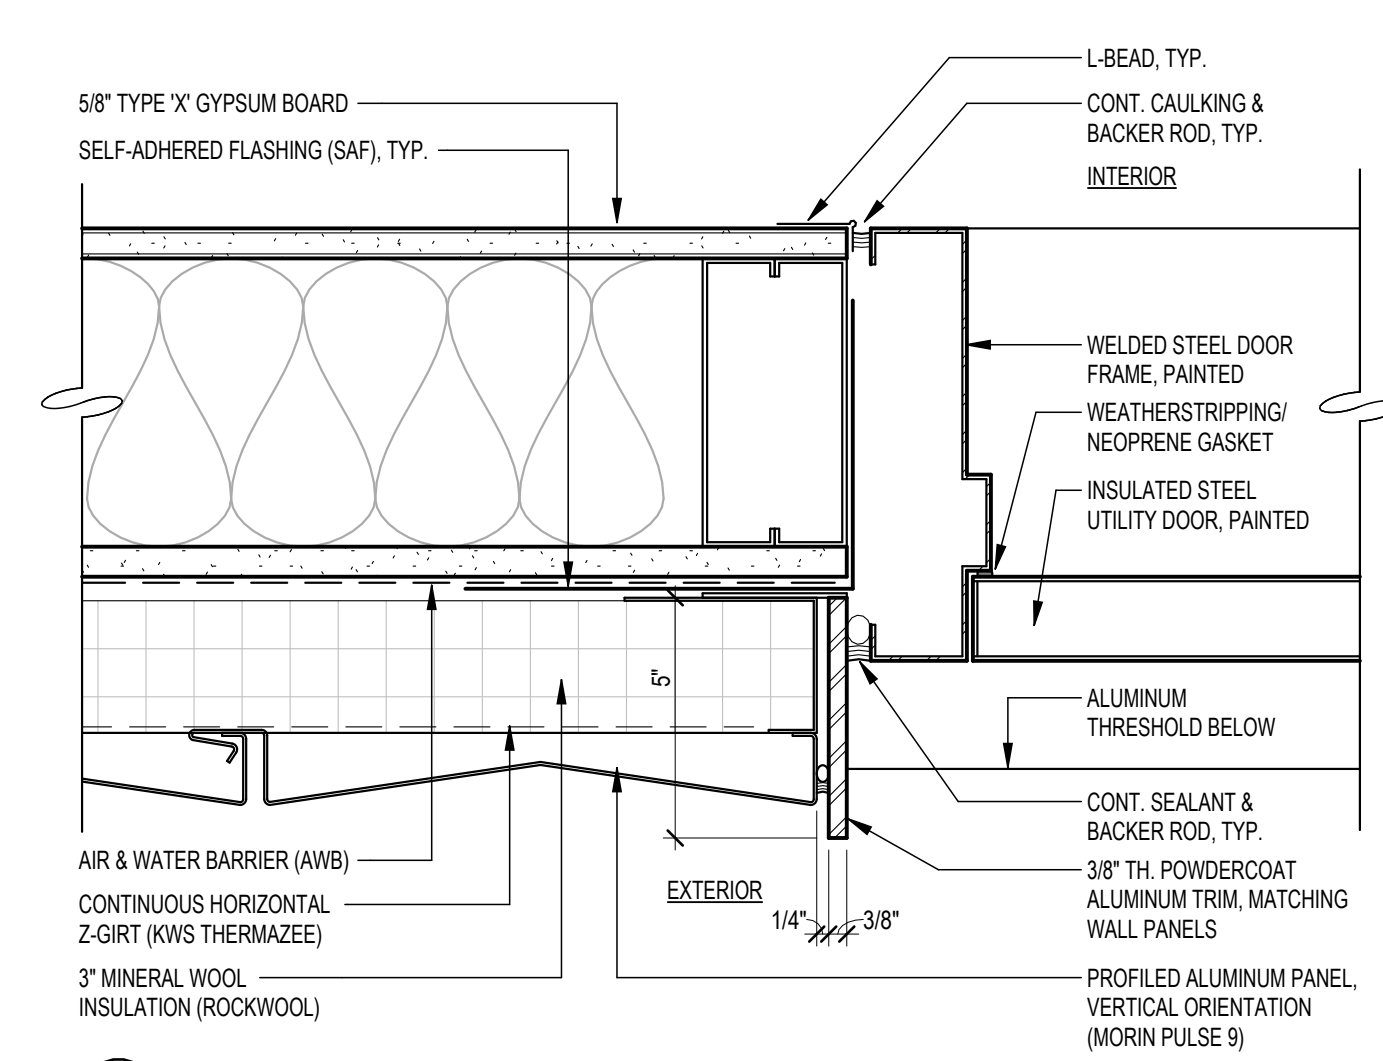 5/8" TYPE 'X' GYPSUM BOARD
SELF-ADHERED FLASHING (SAF), TYP.
L-BEAD, TYP.
CONT. CAULKING &
BACKER ROD, TYP.
INTERIOR
WELDED STEEL DOOR
FRAME, PAINTED
WEATHERSTRIPPING/
NEOPRENE GASKET
INSULATED STEEL
UTILITY DOOR, PAINTED
5"
ALUMINUM
THRESHOLD BELOW
CONT. SEALANT &
BACKER ROD, TYP.
3/8" TH. POWDERCOAT
ALUMINUM TRIM, MATCHING
WALL PANELS
PROFILED ALUMINUM PANEL,
VERTICAL ORIENTATION
(MORIN PULSE 9)
AIR & WATER BARRIER (AWB)
CONTINUOUS HORIZONTAL
Z-GIRT (KWS THERMAZEE)
3" MINERAL WOOL
INSULATION (ROCKWOOL)
EXTERIOR
1/4" 3/8"